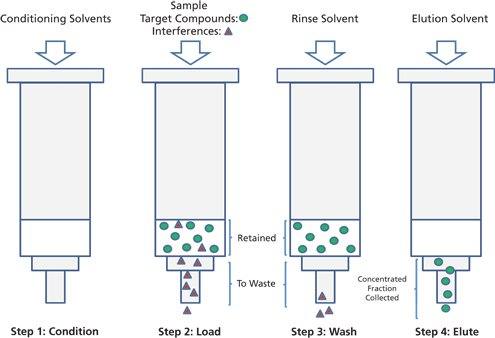 Conditioning Solvents
Sample
Target Compounds:
Interferences:
Rinse Solvent
Elution Solvent
Retained
To Waste
Concentrated
Fraction
Collected
Step 1: Condition
Step 2: Load
Step 3: Wash
Step 4: Elute